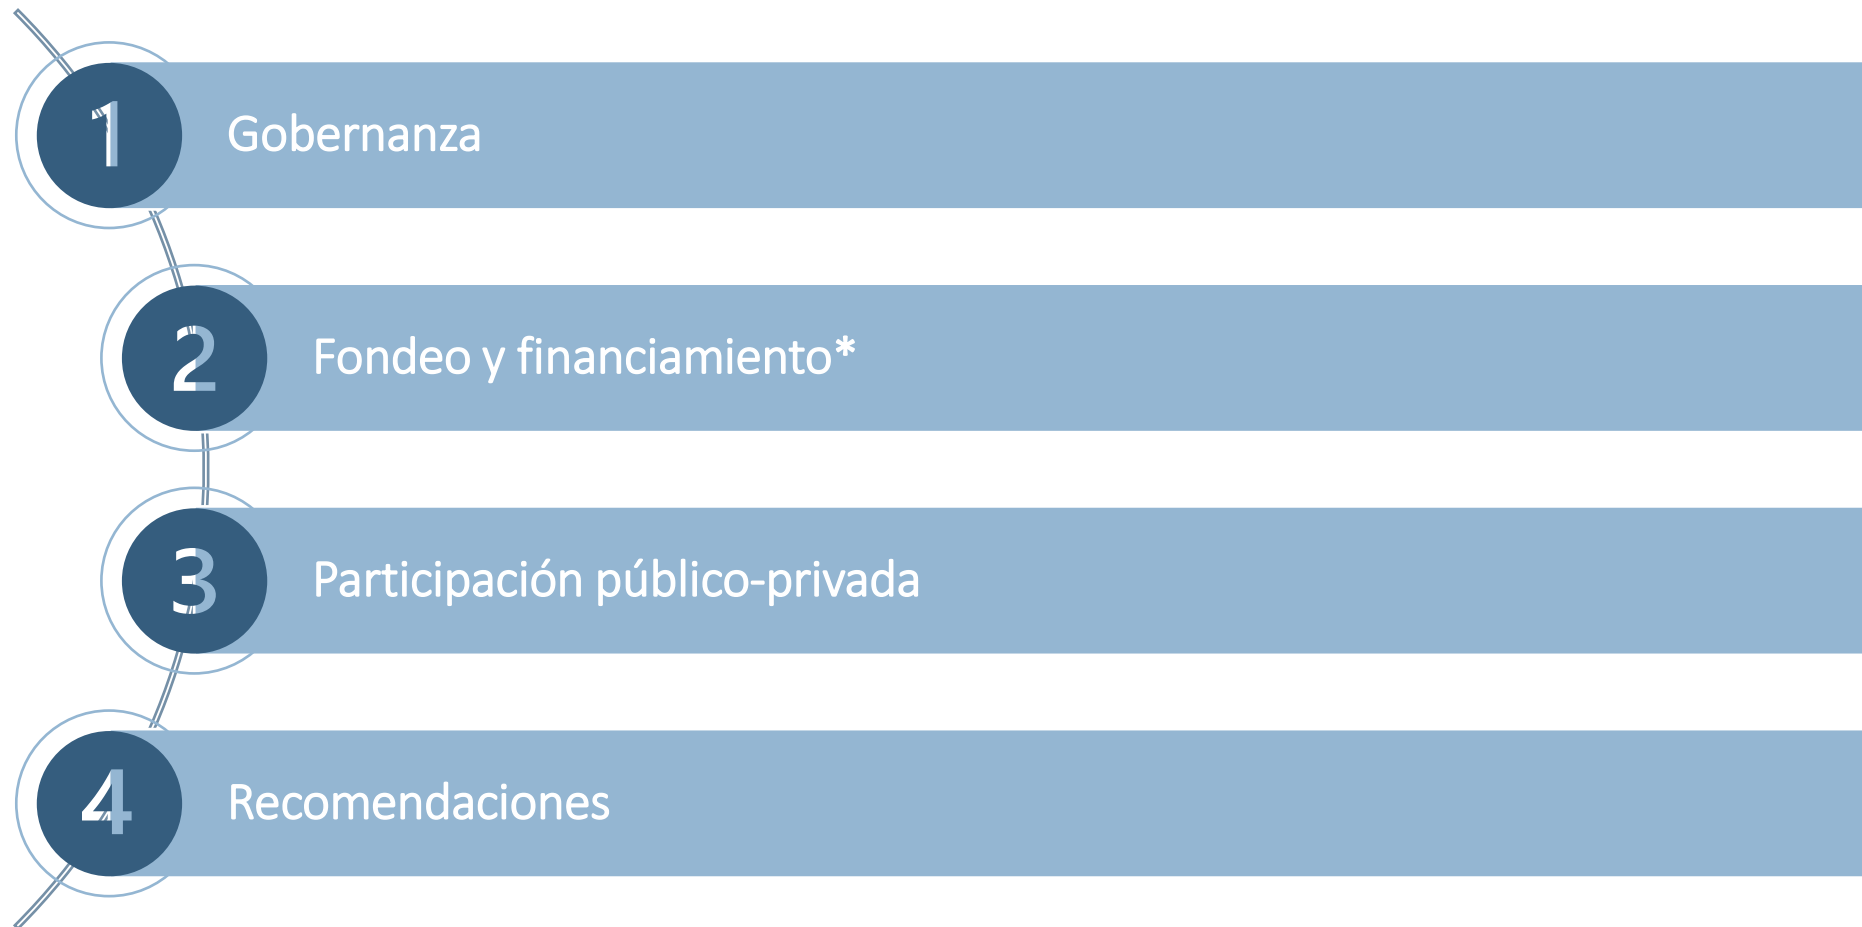 1 Gobernanza
2 Fondeo y financiamiento*
3 Participación público-privada
4 Recomendaciones